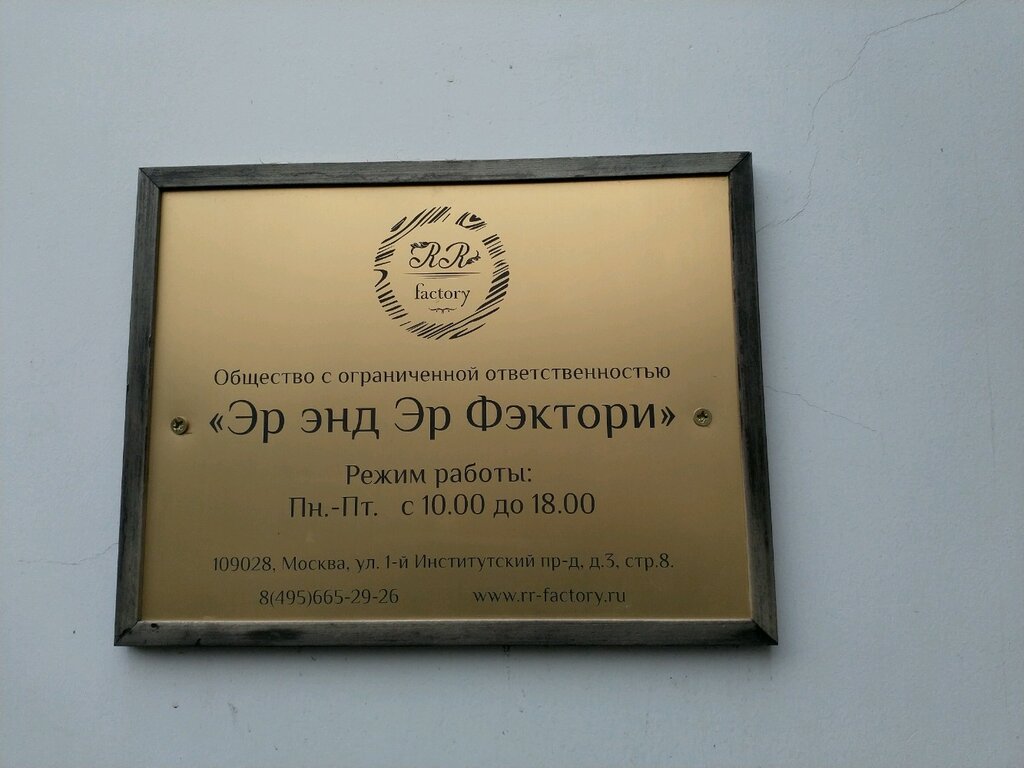 RR
factory
Общество с ограниченной ответственностью
«Эр энд Эр Фэктори»
Режим работы:
Пн.-Пт. с 10.00 до 18.00
109028, Москва, ул. 1-й Институтский пр-д, д.3, стр.8.
8(495)665-29-26 www.rr-factory.ru